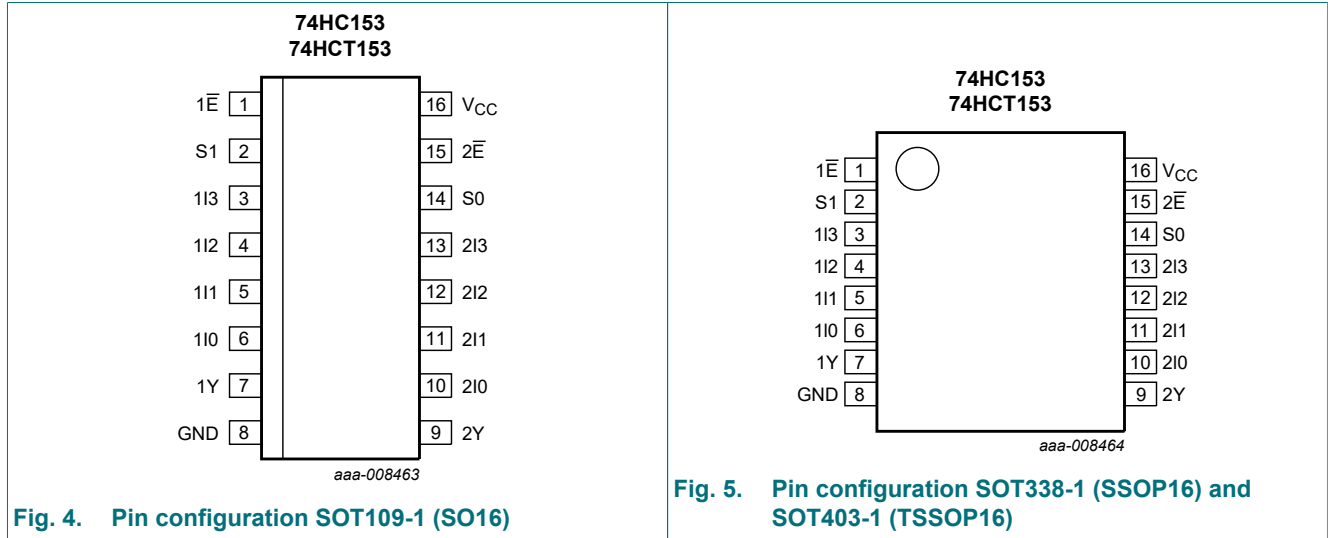 74HC153
74HCT153
1E̅ 1 16 VCC
S1 2 15 2E̅
1I3 3 14 S0
1I2 4 13 2I3
1I1 5 12 2I2
1I0 6 11 2I1
1Y 7 10 2I0
GND 8 9 2Y
aaa-008463
Fig. 4. Pin configuration SOT109-1 (SO16)
74HC153
74HCT153
1E̅ 1 16 VCC
S1 2 15 2E̅
1I3 3 14 S0
1I2 4 13 2I3
1I1 5 12 2I2
1I0 6 11 2I1
1Y 7 10 2I0
GND 8 9 2Y
aaa-008464
Fig. 5. Pin configuration SOT338-1 (SSOP16) and
SOT403-1 (TSSOP16)